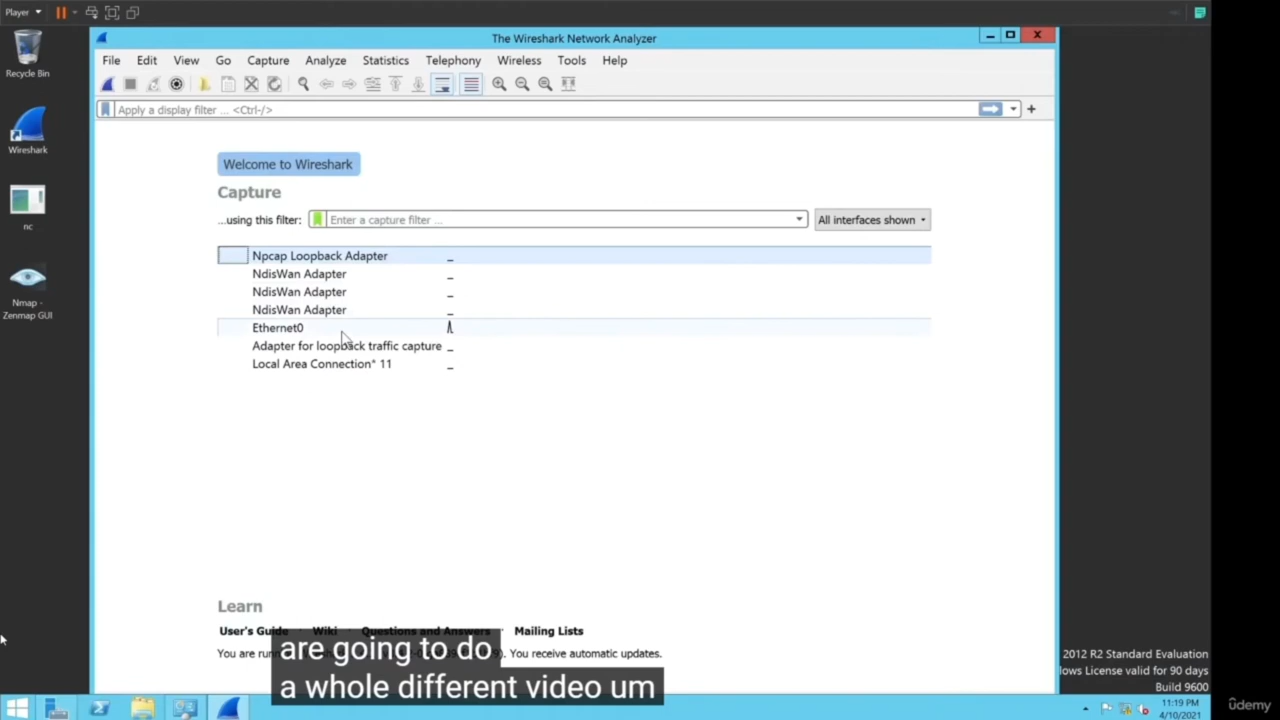 Player
The Wireshark Network Analyzer
File Edit View Go Capture Analyze Statistics Telephony Wireless Tools Help
Recycle Bin
Apply a display filter ... <Ctrl-/>
+
Wireshark
Welcome to Wireshark
Capture
...using this filter: Enter a capture filter ... All interfaces shown
nc
Npcap Loopback Adapter
NdisWan Adapter
NdisWan Adapter
NdisWan Adapter
Ethernet0
Adapter for loopback traffic capture
Local Area Connection* 11
Nmap -
Zenmap GUI
Learn
User's Guide · Wiki · Questions and Answers · Mailing Lists
You are You receive automatic updates.
are going to do
a whole different video um
2012 R2 Standard Evaluation
ows License valid for 90 days
Build 9600
11:19 PM
4/10/2021
ûdemy